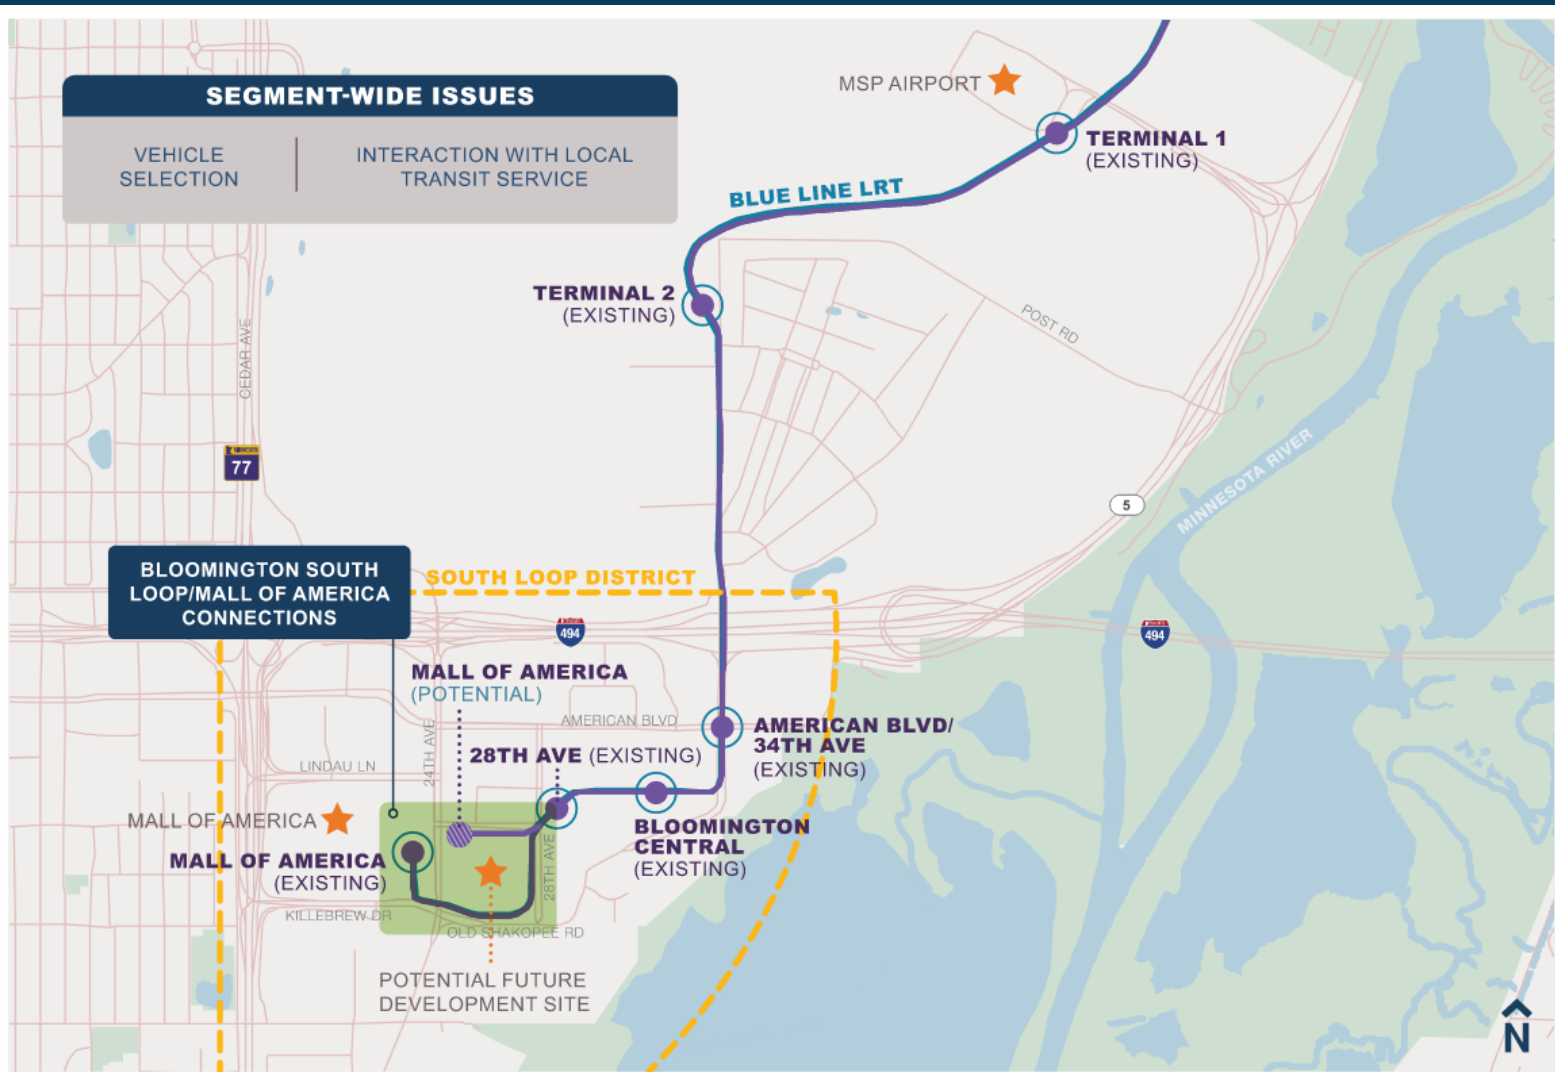 SEGMENT-WIDE ISSUES
VEHICLE
SELECTION
INTERACTION WITH LOCAL
TRANSIT SERVICE
MSP AIRPORT
TERMINAL 1
(EXISTING)
BLUE LINE LRT
TERMINAL 2
(EXISTING)
POST RD
CEDAR AVE
77
5
MINNESOTA RIVER
BLOOMINGTON SOUTH
LOOP/MALL OF AMERICA
CONNECTIONS
SOUTH LOOP DISTRICT
494
494
MALL OF AMERICA
(POTENTIAL)
AMERICAN BLVD
AMERICAN BLVD/
34TH AVE
(EXISTING)
24TH AVE
28TH AVE (EXISTING)
LINDAU LN
MALL OF AMERICA
BLOOMINGTON
CENTRAL
(EXISTING)
MALL OF AMERICA
(EXISTING)
28TH AVE
KILLEBREW DR
OLD SHAKOPEE RD
POTENTIAL FUTURE
DEVELOPMENT SITE
N